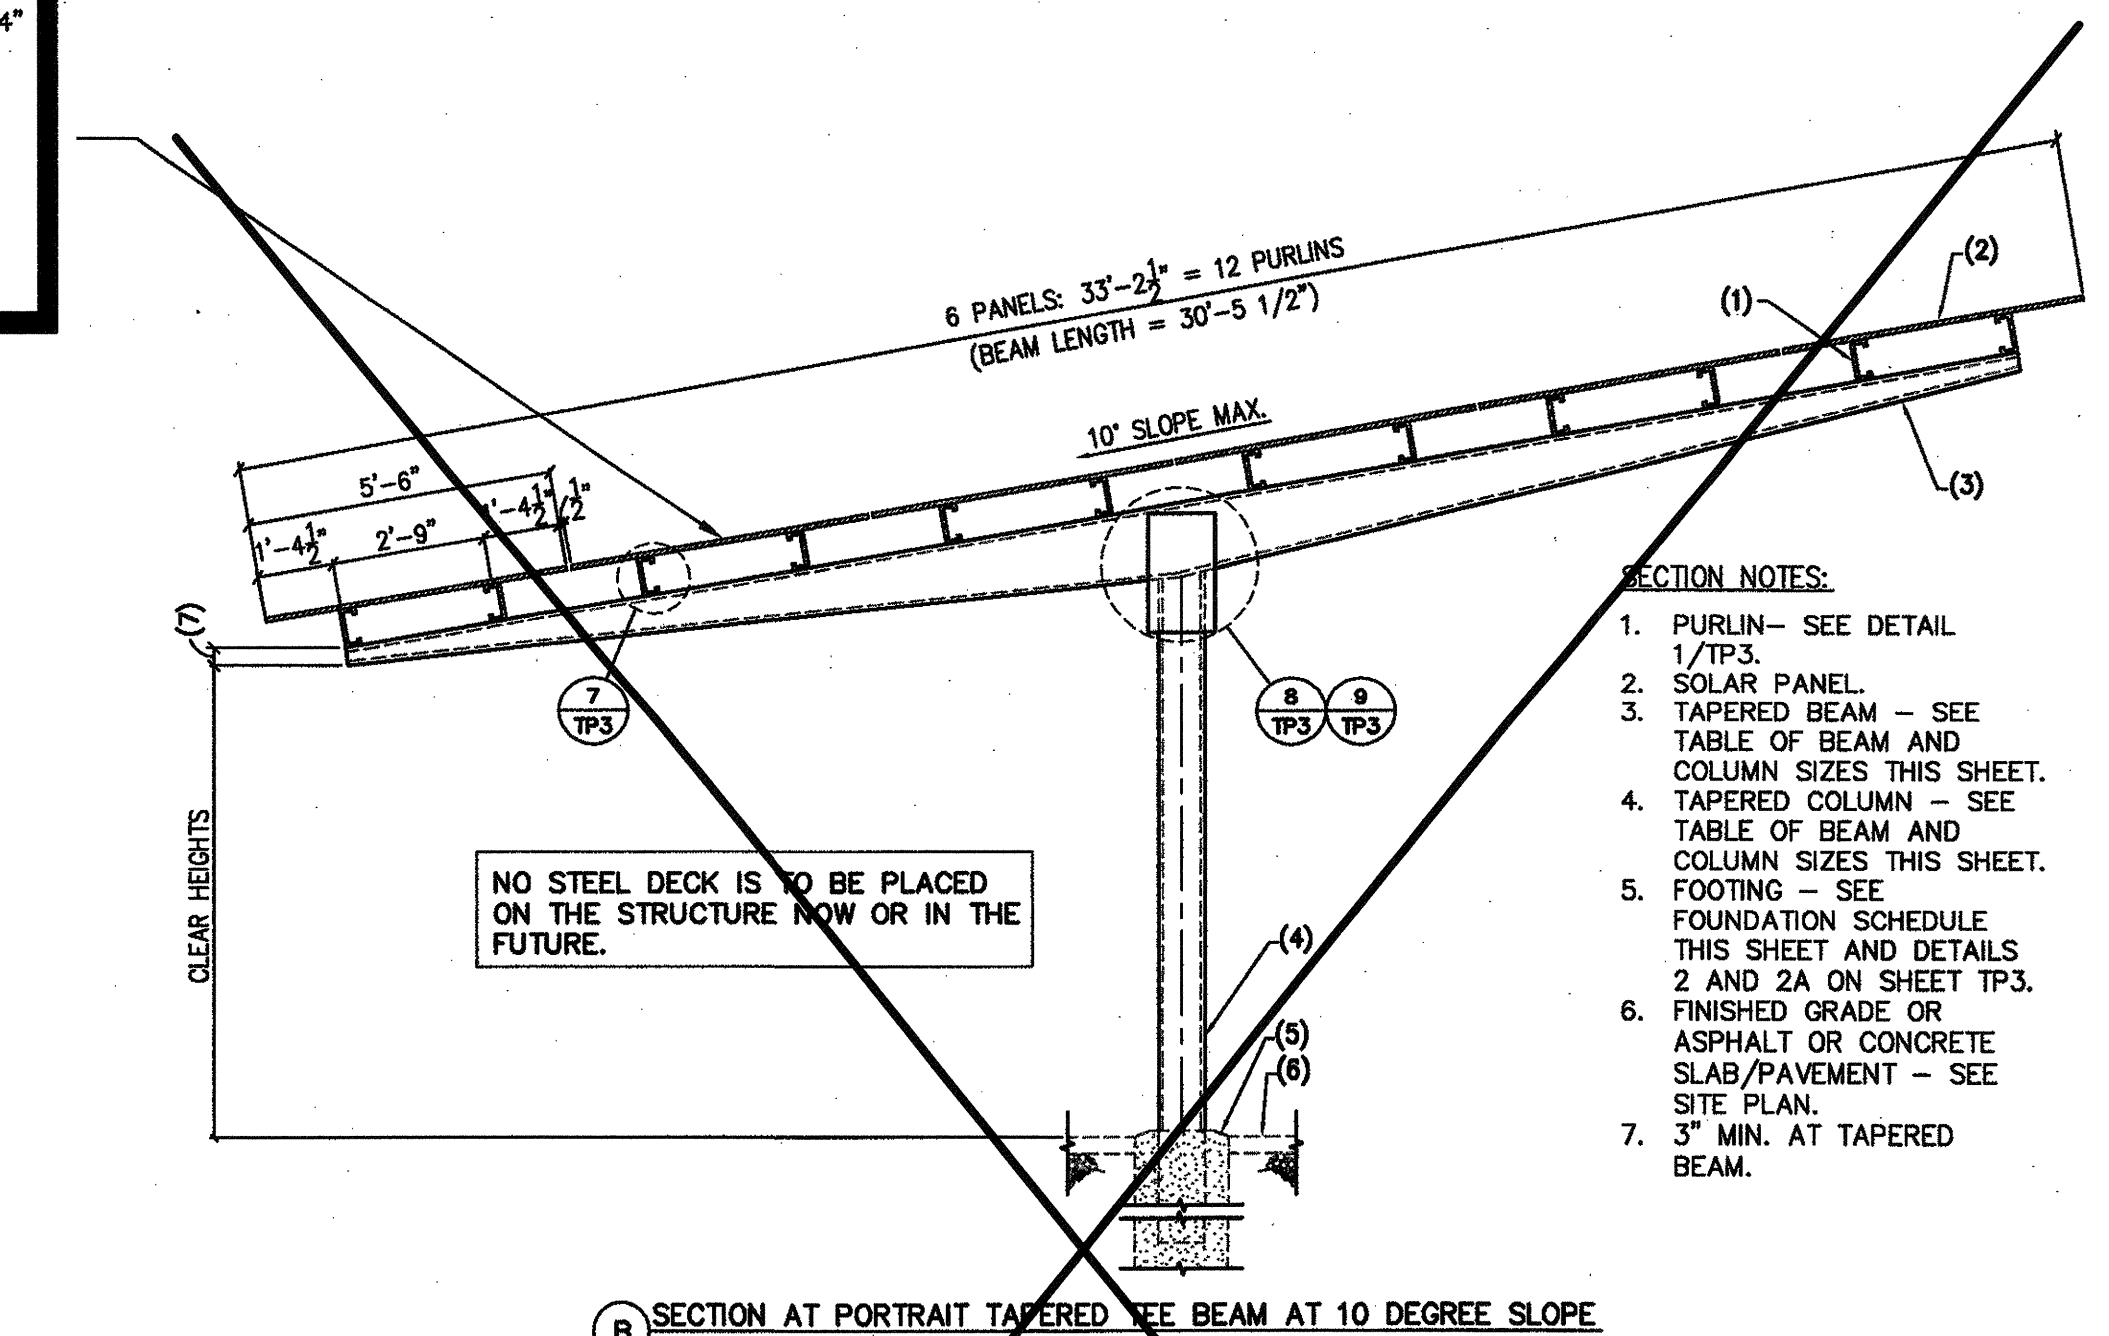 4"
6 PANELS: 33'-2 1/2" = 12 PURLINS
(BEAM LENGTH = 30'-5 1/2")
10° SLOPE MAX.
(1)
(2)
(3)
5'-6"
1'-4 1/2"
2'-9"
'-4 1/2"
1/2"
(7)
7
TP3
8
TP3
9
TP3
CLEAR HEIGHTS
NO STEEL DECK IS TO BE PLACED
ON THE STRUCTURE NOW OR IN THE
FUTURE.
(4)
(5)
(6)
SECTION NOTES:
1. PURLIN– SEE DETAIL
1/TP3.
2. SOLAR PANEL.
3. TAPERED BEAM – SEE
TABLE OF BEAM AND
COLUMN SIZES THIS SHEET.
4. TAPERED COLUMN – SEE
TABLE OF BEAM AND
COLUMN SIZES THIS SHEET.
5. FOOTING – SEE
FOUNDATION SCHEDULE
THIS SHEET AND DETAILS
2 AND 2A ON SHEET TP3.
6. FINISHED GRADE OR
ASPHALT OR CONCRETE
SLAB/PAVEMENT – SEE
SITE PLAN.
7. 3" MIN. AT TAPERED
BEAM.
B SECTION AT PORTRAIT TAPERED TEE BEAM AT 10 DEGREE SLOPE